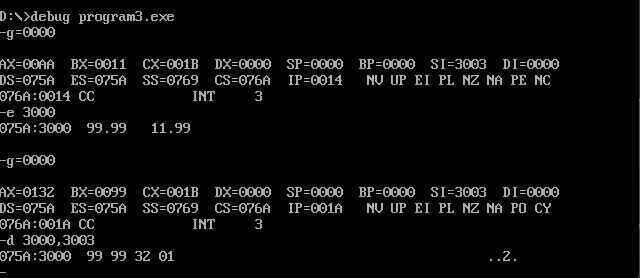 D:\>debug program3.exe
-g=0000
AX=00AA  BX=0011  CX=001B  DX=0000  SP=0000  BP=0000  SI=3003  DI=0000
DS=075A  ES=075A  SS=0769  CS=076A  IP=0014   NV UP EI PL NZ NA PE NC
076A:0014 CC            INT     3
-e 3000
075A:3000  99.99   11.99
-g=0000
AX=0132  BX=0099  CX=001B  DX=0000  SP=0000  BP=0000  SI=3003  DI=0000
DS=075A  ES=075A  SS=0769  CS=076A  IP=001A   NV UP EI PL NZ NA PO CY
076A:001A CC            INT     3
-d 3000,3003
075A:3000  99 99 32 01                                       ..2.
-